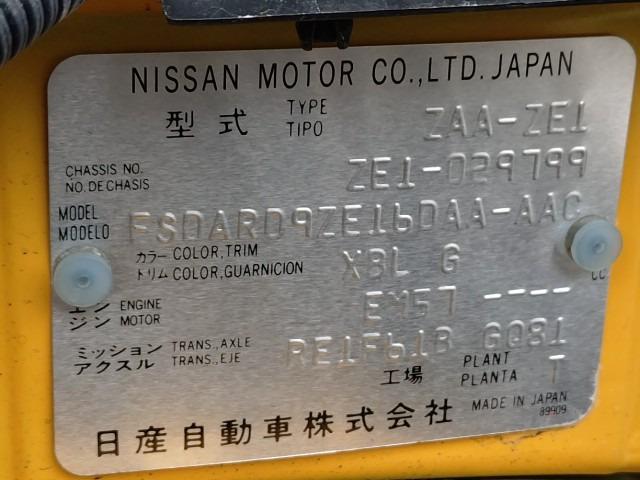 NISSAN MOTOR CO.,LTD. JAPAN
型式 TYPE TIPO ZAA-ZE1
CHASSIS NO. NO. DE CHASIS ZE1-029799
MODEL MODELO FSDARD9ZE16DAA-AAC
カラー COLOR,TRIM
トリム COLOR,GUARNICION XBL G
CC
エンジン ENGINE MOTOR EM57 ----
ミッション TRANS.,AXLE
アクスル TRANS.,EJE RE1F61B GQ81
工場 PLANT PLANTA T
日産自動車株式会社 MADE IN JAPAN
89909